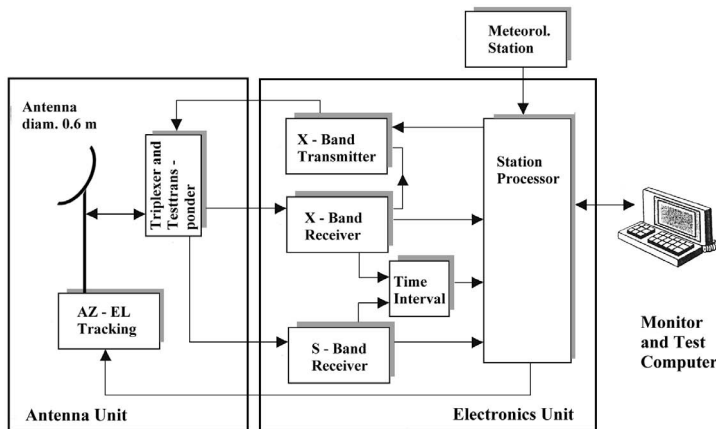 Meteorol.
Station
Antenna
diam. 0.6 m
Triplexer and
Testtrans -
ponder
X - Band
Transmitter
Station
Processor
X - Band
Receiver
Time
Interval
AZ - EL
Tracking
S - Band
Receiver
Monitor
and Test
Computer
Antenna Unit
Electronics Unit